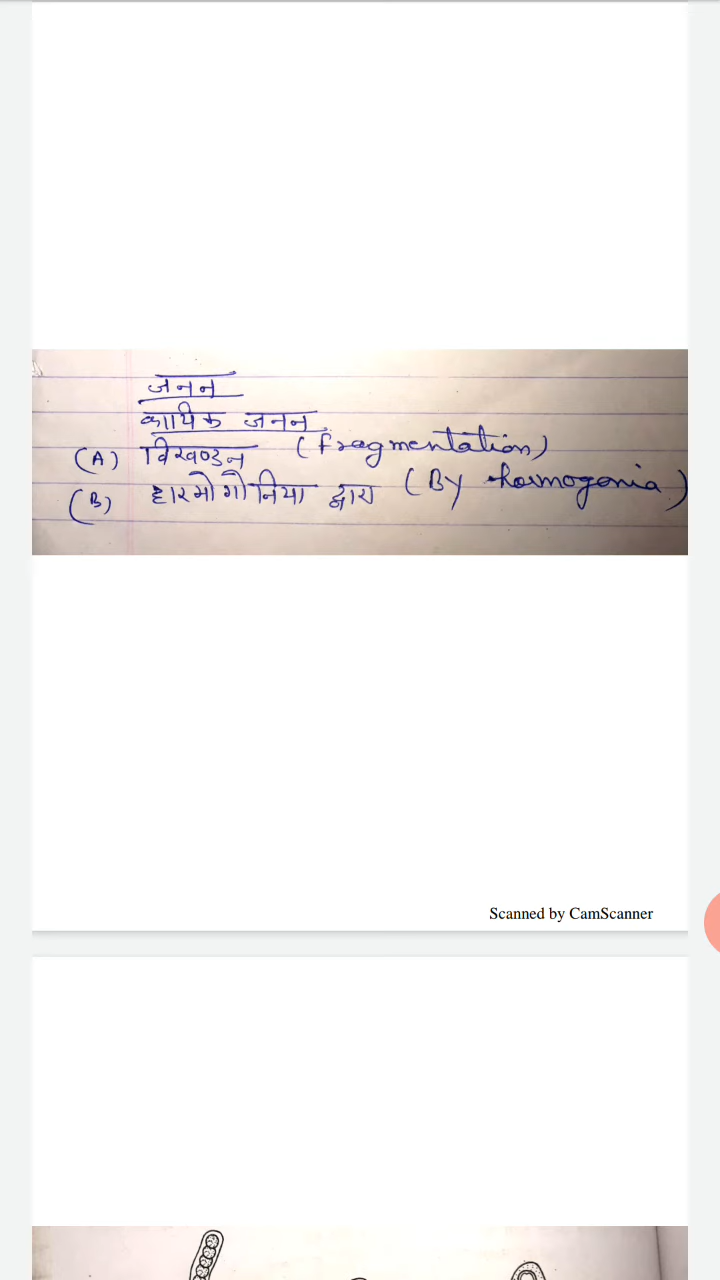 जनन
कायिक जनन
(A) विखण्डन (fragmentation)
(B) हारमोगोनिया द्वारा (By hormogonia)
Scanned by CamScanner